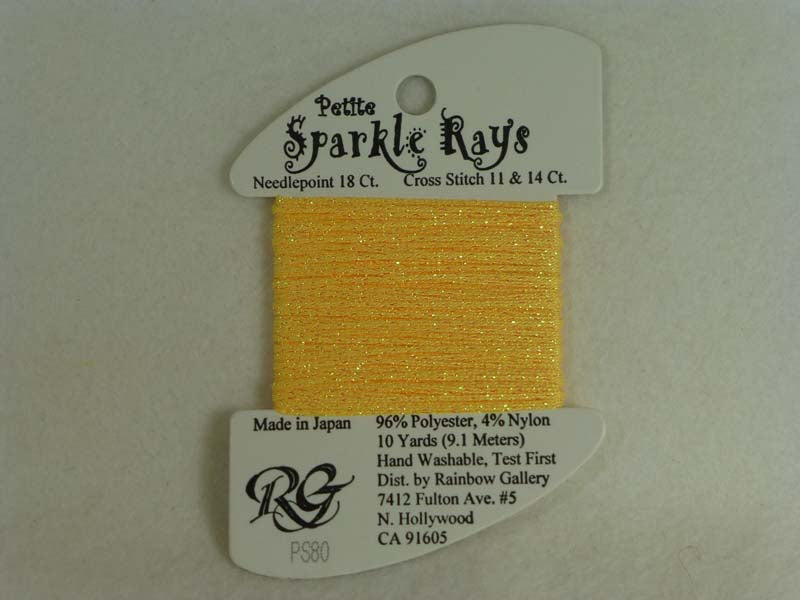 Petite
Sparkle Rays
Needlepoint 18 Ct. Cross Stitch 11 & 14 Ct.
Made in Japan
96% Polyester, 4% Nylon
10 Yards (9.1 Meters)
Hand Washable, Test First
Dist. by Rainbow Gallery
7412 Fulton Ave. #5
N. Hollywood
CA 91605
RG
PS80